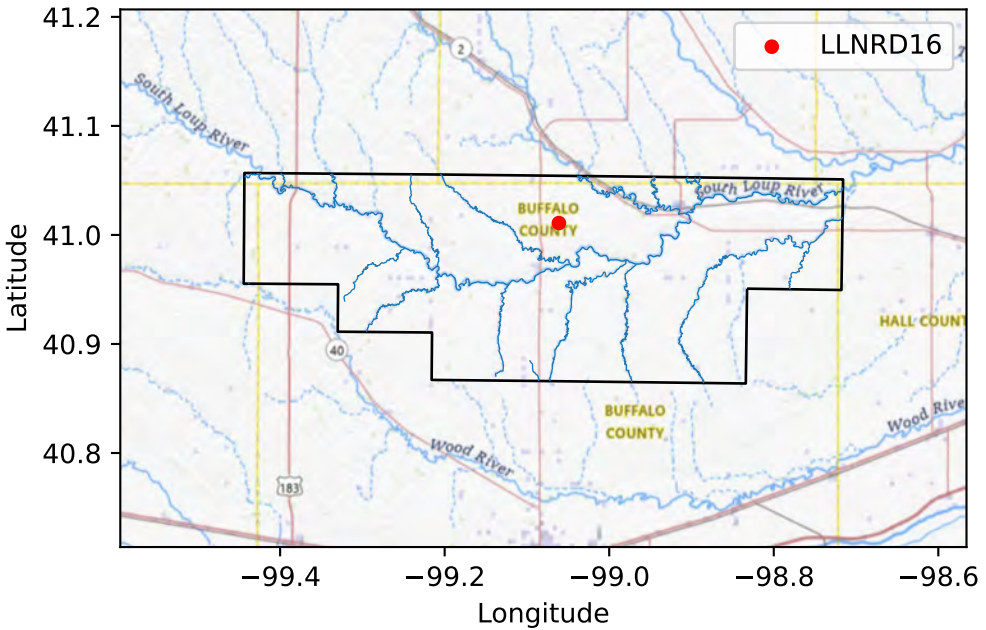 41.2
41.1
41.0
40.9
40.8
Latitude
LLNRD16
2
South Loup River
South Loup River
BUFFALO
COUNTY
HALL COUNT
40
BUFFALO
COUNTY
Wood River
Wood Rive
183
−99.4
−99.2
−99.0
−98.8
−98.6
Longitude